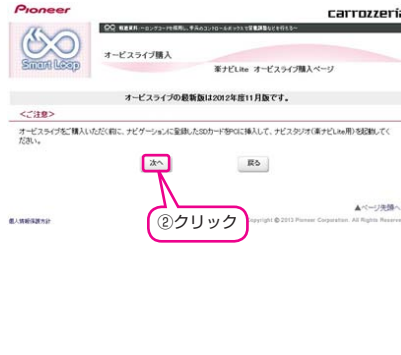 Pioneer
carrozzeria
Smart Loop
オービスライブ購入
楽ナビLite オービスライブ購入ページ
オービスライブの最新版は2012年度11月版です。
<ご注意>
オービスライブをご購入いただく前に、ナビゲーションに登録したSDカードをPCに挿入して、ナビスタジオ(楽ナビLite用)を起動してください。
次へ
戻る
②クリック
▲ページ先頭へ
個人情報保護方針
Copyright © 2013 Pioneer Corporation. All Rights Reserve